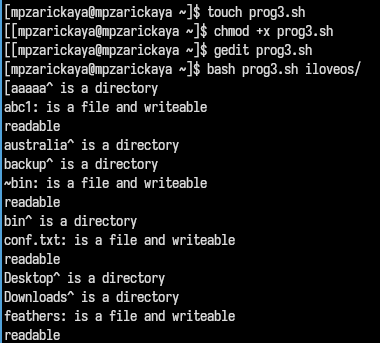 [mpzarickaya@mpzarickaya ~]$ touch prog3.sh
[[mpzarickaya@mpzarickaya ~]$ chmod +x prog3.sh
[[mpzarickaya@mpzarickaya ~]$ gedit prog3.sh
[mpzarickaya@mpzarickaya ~]$ bash prog3.sh iloveos/
[aaaaa^ is a directory
abc1: is a file and writeable
readable
australia^ is a directory
backup^ is a directory
~bin: is a file and writeable
readable
bin^ is a directory
conf.txt: is a file and writeable
readable
Desktop^ is a directory
Downloads^ is a directory
feathers: is a file and writeable
readable